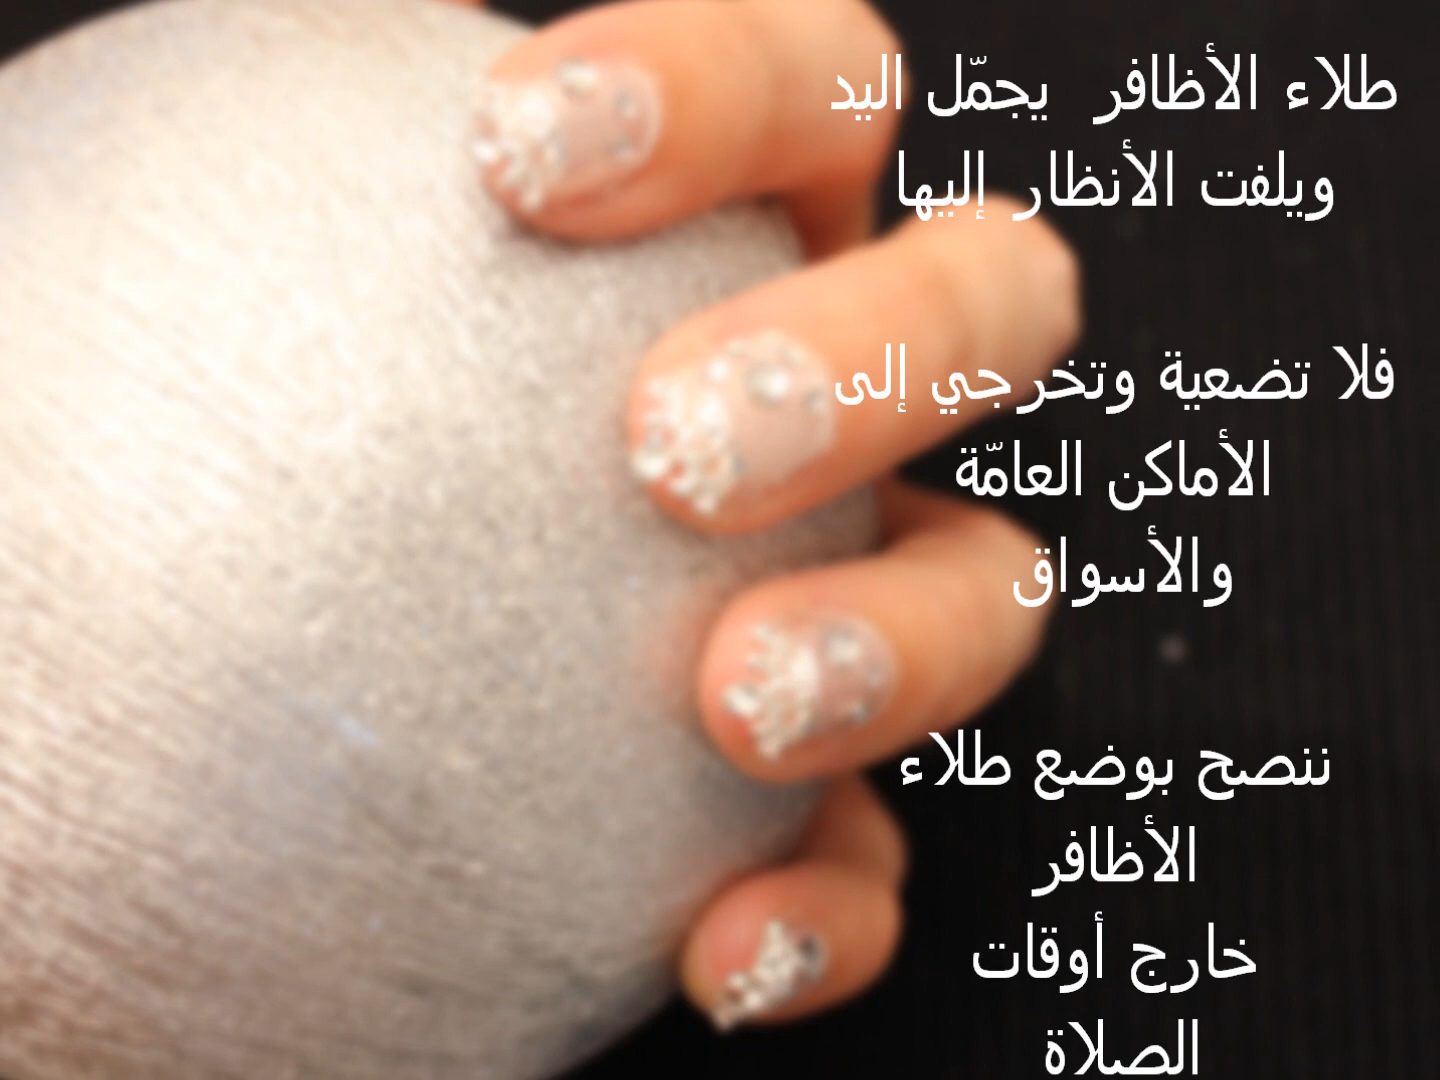 طلاء الأظافر يجمّل اليد
ويلفت الأنظار إليها
فلا تضعية وتخرجي إلى
الأماكن العامّة
والأسواق
ننصح بوضع طلاء
الأظافر
خارج أوقات
الصلاة